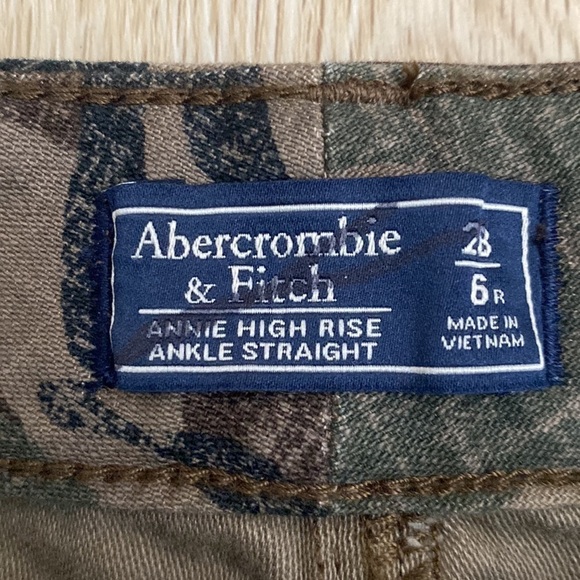 Abercrombie
& Fitch
ANNIE HIGH RISE
ANKLE STRAIGHT
28
6R
MADE IN
VIETNAM